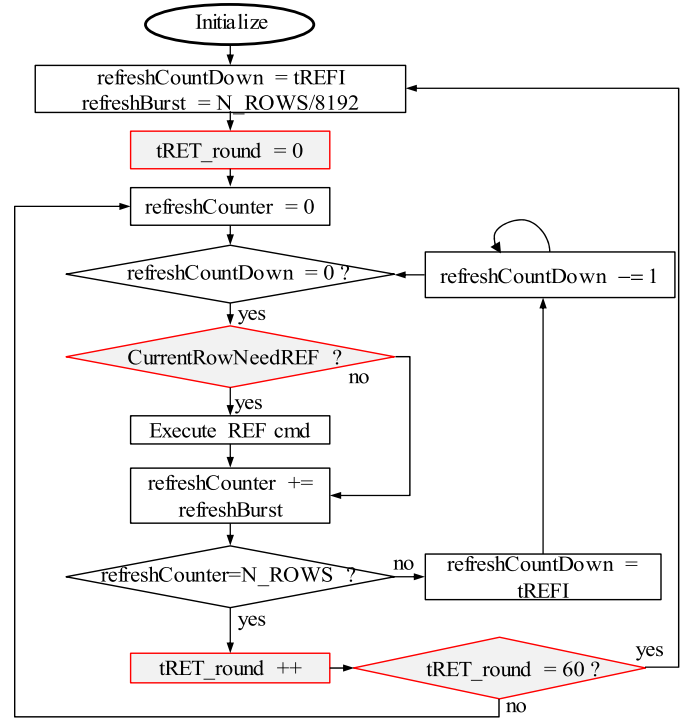 Initialize
refreshCountDown = tREFI
refreshBurst = N_ROWS/8192
tRET_round = 0
refreshCounter = 0
refreshCountDown = 0 ?
refreshCountDown −= 1
yes
CurrentRowNeedREF ?
no
yes
Execute REF cmd
refreshCounter +=
refreshBurst
refreshCounter=N_ROWS ?
no
refreshCountDown =
tREFI
yes
tRET_round ++
tRET_round = 60 ?
yes
no